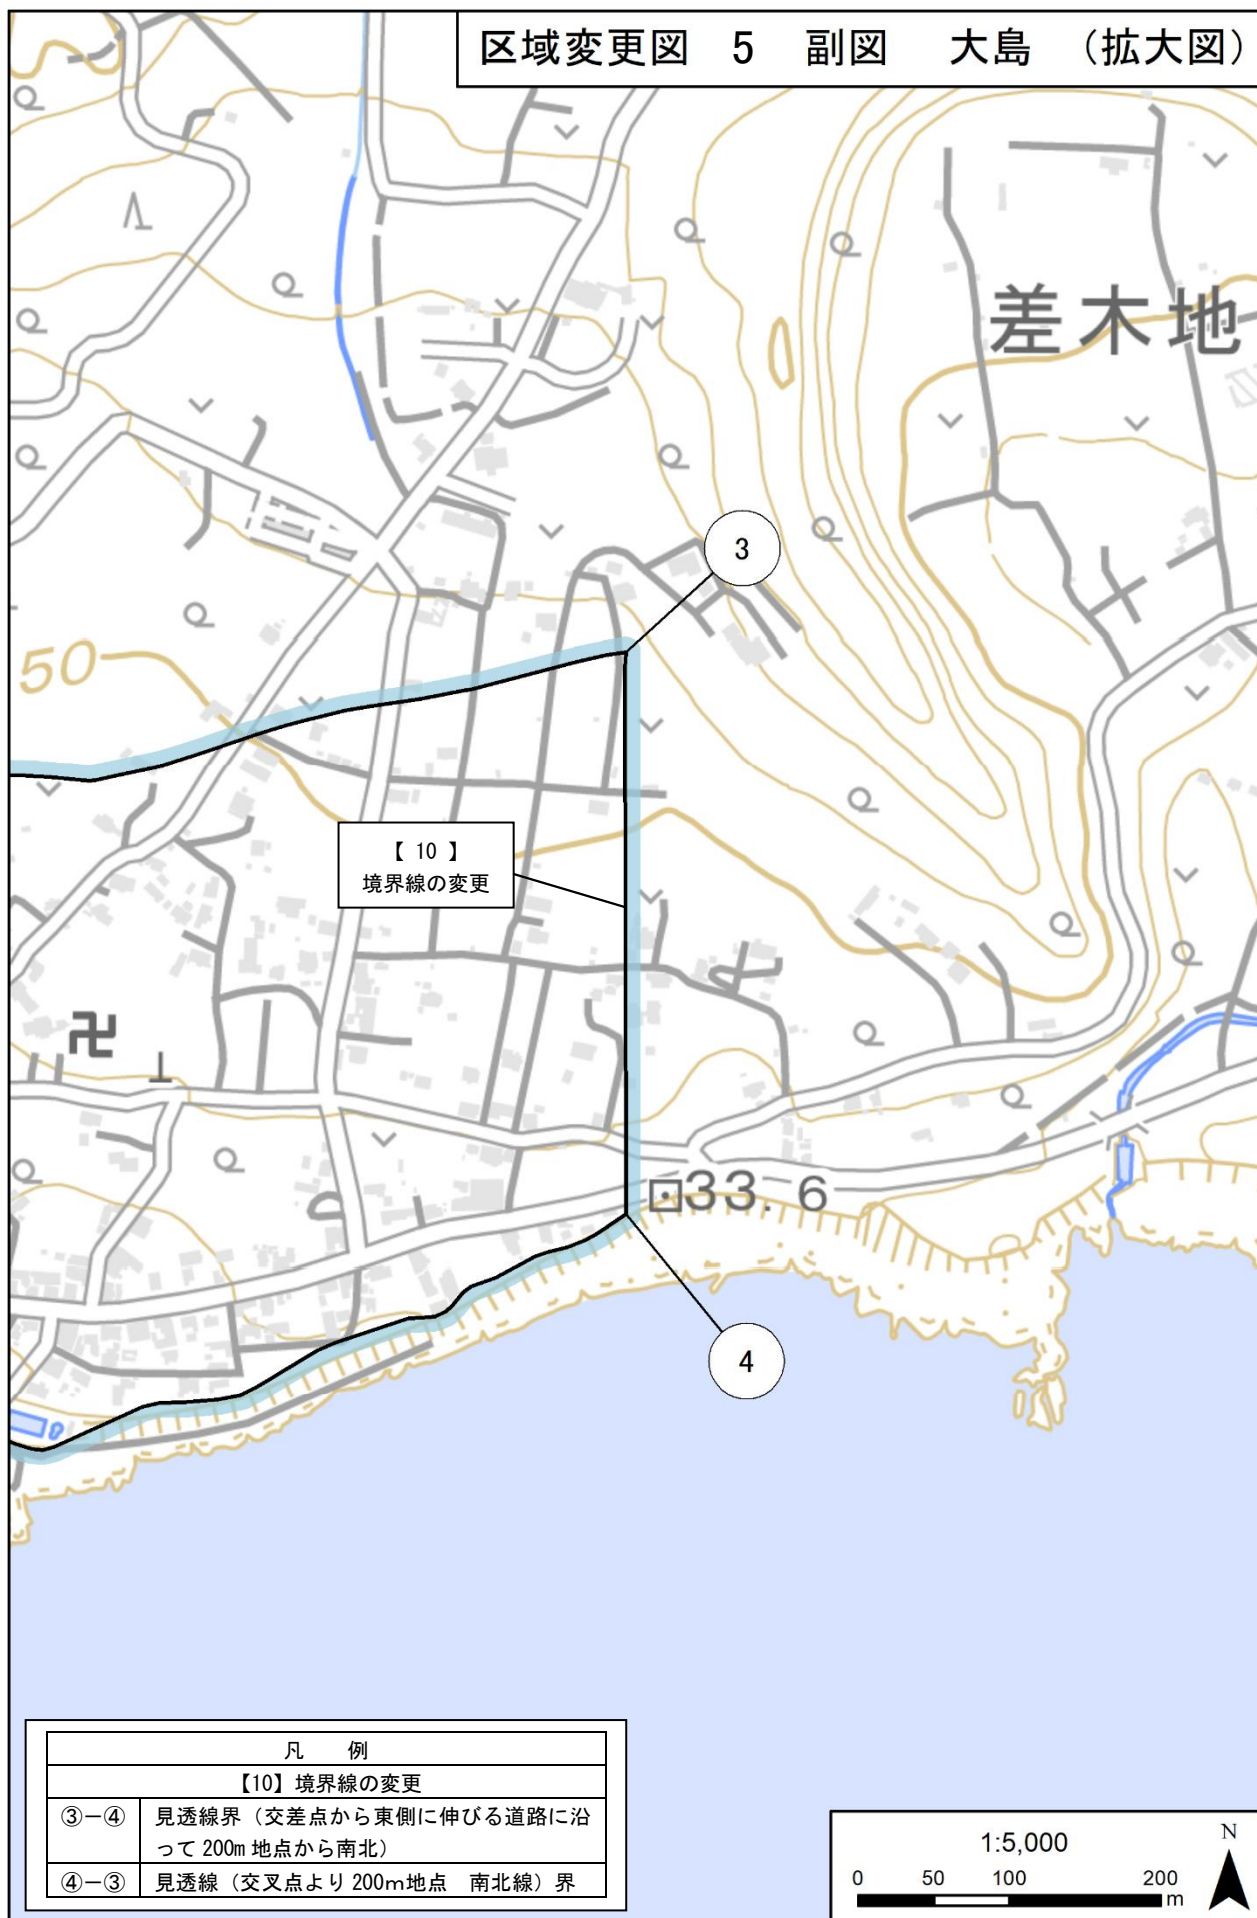 区域変更図 5 副図 大島 （拡大図）
差木地
3
50
【 10 】
境界線の変更
33.6
4
凡 例
【10】境界線の変更
③－④ 見透線界（交差点から東側に伸びる道路に沿
って 200m 地点から南北）
④－③ 見透線（交叉点より 200ｍ地点 南北線）界
1:5,000
N
0 50 100 200
m